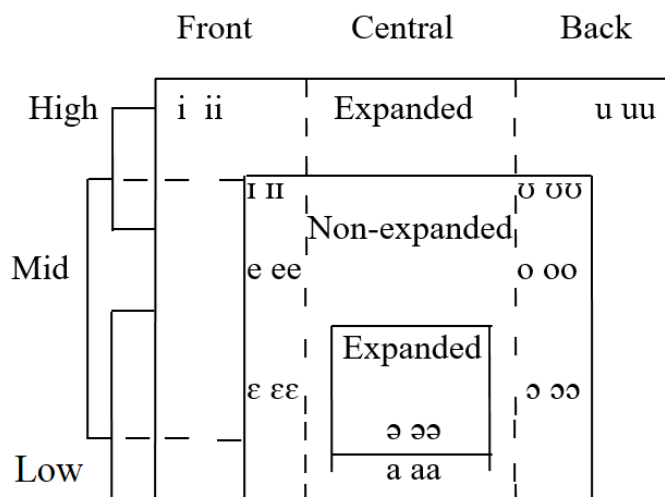 Front Central Back
High i ii Expanded u uu
ɪ ɪɪ ʊ ʊʊ
Non-expanded
Mid e ee o oo
Expanded
ɛ ɛɛ ɔ ɔɔ
ə əə
Low a aa